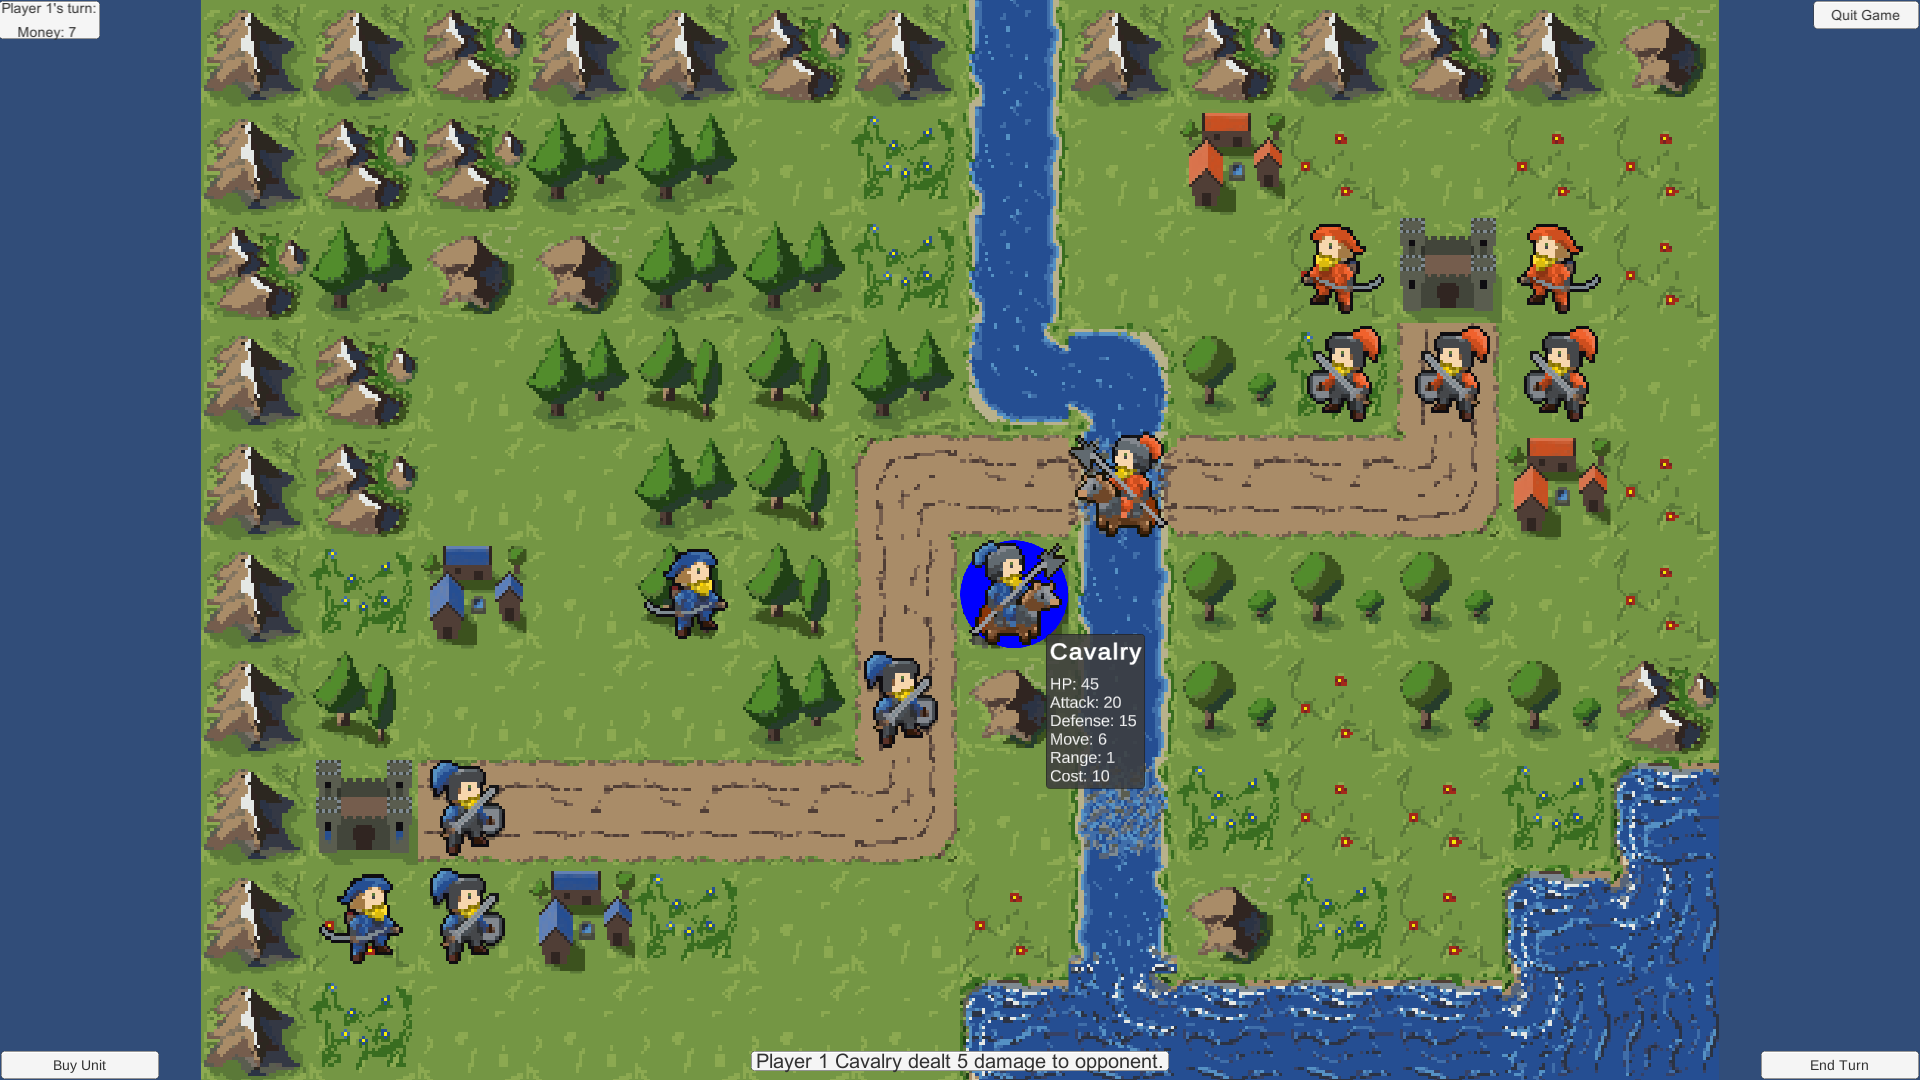 Player 1's turn:
Money: 7
Quit Game
Cavalry
HP: 45
Attack: 20
Defense: 15
Move: 6
Range: 1
Cost: 10
Player 1 Cavalry dealt 5 damage to opponent.
Buy Unit
End Turn